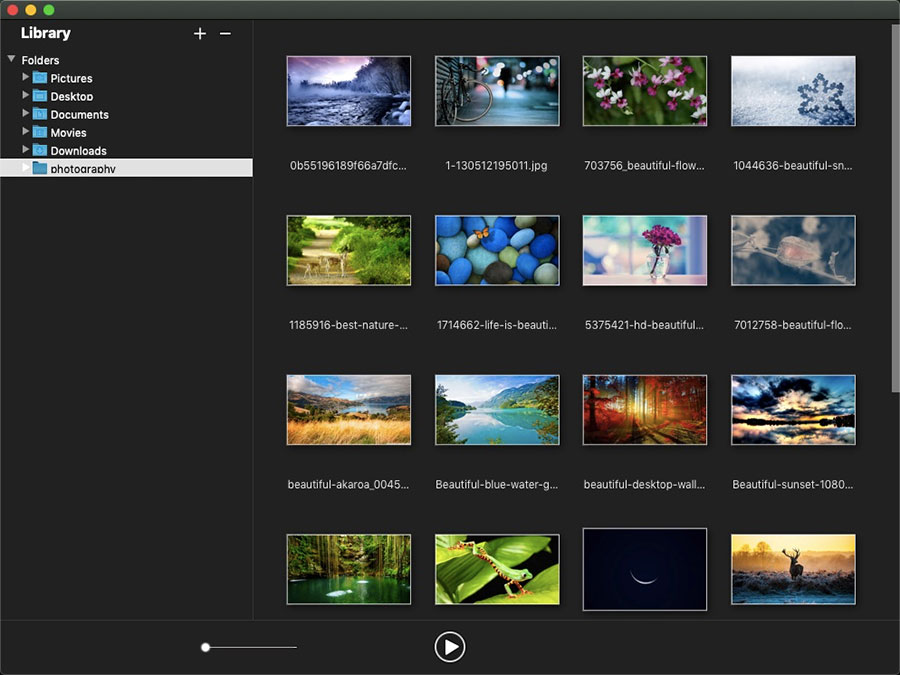 Library
Folders
Pictures
Desktop
Documents
Movies
Downloads
photography
0b55196189f66a7dfc...
1-130512195011.jpg
703756_beautiful-flow...
1044636-beautiful-sn...
1185916-best-nature-...
1714662-life-is-beauti...
5375421-hd-beautiful...
7012758-beautiful-flo...
beautiful-akaroa_0045...
Beautiful-blue-water-g...
beautiful-desktop-wall...
Beautiful-sunset-1080...